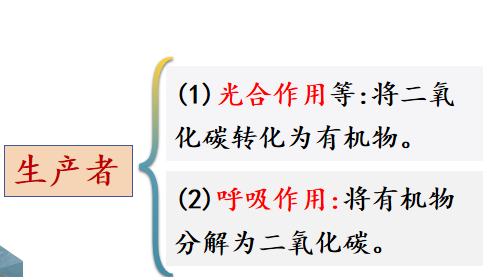 生产者
(1)光合作用等:将二氧
化碳转化为有机物。
(2)呼吸作用:将有机物
分解为二氧化碳。